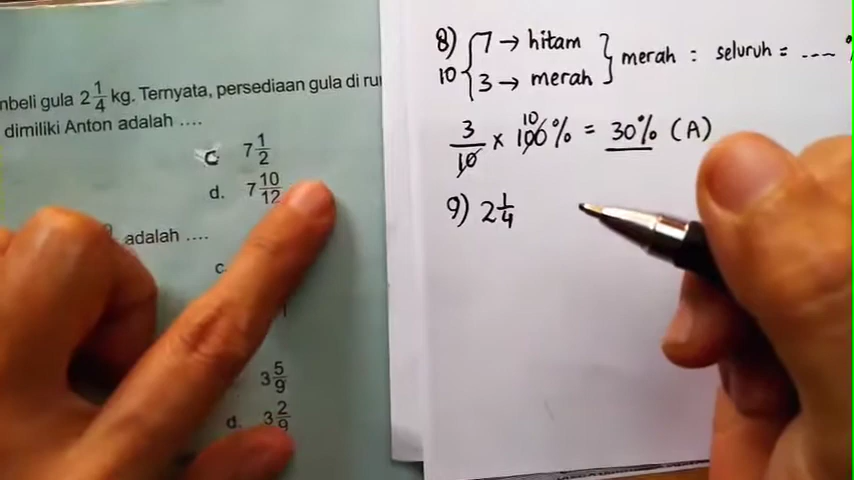 mbeli gula 2 1/4 kg. Ternyata, persediaan gula di
dimiliki Anton adalah ....
c. 7 1/2
d. 7 10/12
adalah ....
c.
3 5/9
d. 3 2/9
8) 7 → hitam
10 3 → merah
merah : seluruh = ....
3/10 x 100% = 30% (A)
10
9) 2 1/4